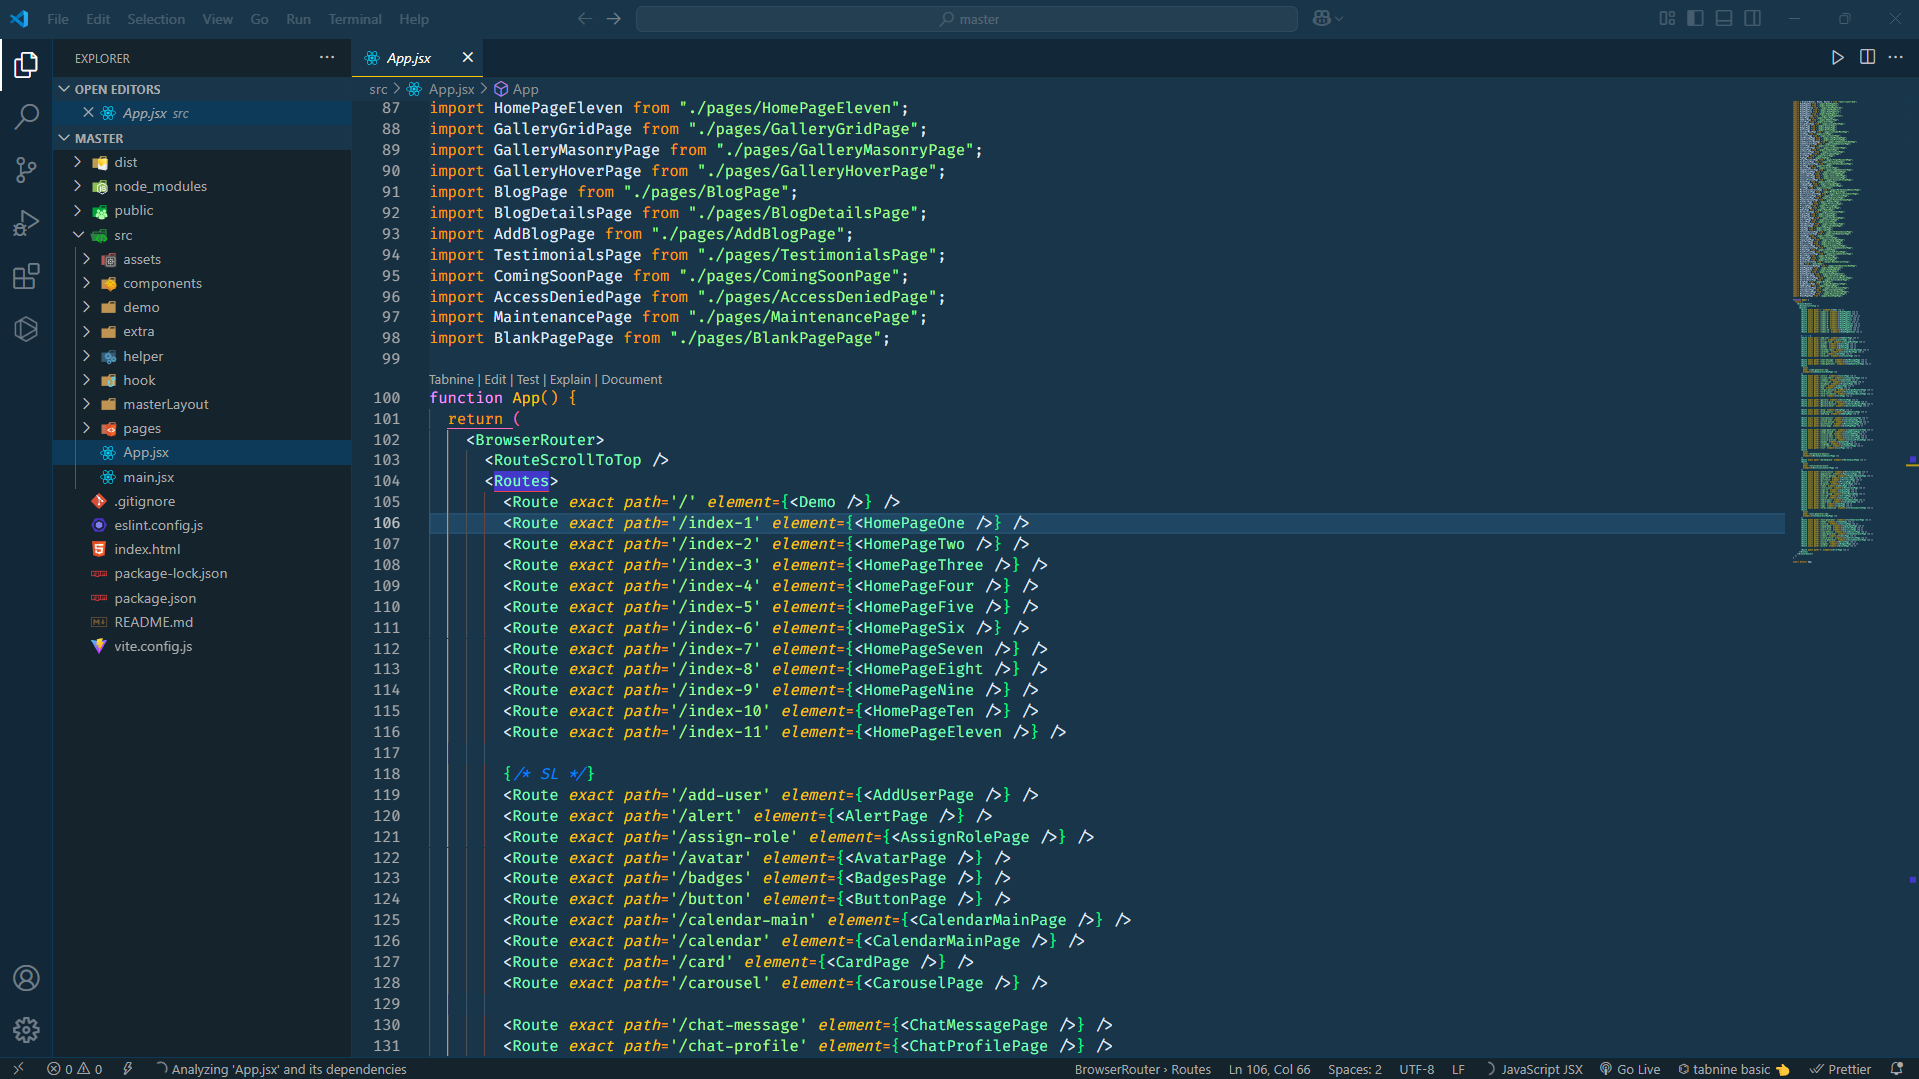 File Edit Selection View Go Run Terminal Help
master
EXPLORER
OPEN EDITORS
App.jsx src
MASTER
dist
node_modules
public
src
assets
components
demo
extra
helper
hook
masterLayout
pages
App.jsx
main.jsx
.gitignore
eslint.config.js
index.html
package-lock.json
package.json
README.md
vite.config.js
App.jsx
src > App.jsx > App
87 import HomePageEleven from "./pages/HomePageEleven";
88 import GalleryGridPage from "./pages/GalleryGridPage";
89 import GalleryMasonryPage from "./pages/GalleryMasonryPage";
90 import GalleryHoverPage from "./pages/GalleryHoverPage";
91 import BlogPage from "./pages/BlogPage";
92 import BlogDetailsPage from "./pages/BlogDetailsPage";
93 import AddBlogPage from "./pages/AddBlogPage";
94 import TestimonialsPage from "./pages/TestimonialsPage";
95 import ComingSoonPage from "./pages/ComingSoonPage";
96 import AccessDeniedPage from "./pages/AccessDeniedPage";
97 import MaintenancePage from "./pages/MaintenancePage";
98 import BlankPagePage from "./pages/BlankPagePage";
99
Tabnine | Edit | Test | Explain | Document
100 function App() {
101 return (
102 <BrowserRouter>
103 <RouteScrollToTop />
104 <Routes>
105 <Route exact path='/' element={<Demo />} />
106 <Route exact path='/index-1' element={<HomePageOne />} />
107 <Route exact path='/index-2' element={<HomePageTwo />} />
108 <Route exact path='/index-3' element={<HomePageThree />} />
109 <Route exact path='/index-4' element={<HomePageFour />} />
110 <Route exact path='/index-5' element={<HomePageFive />} />
111 <Route exact path='/index-6' element={<HomePageSix />} />
112 <Route exact path='/index-7' element={<HomePageSeven />} />
113 <Route exact path='/index-8' element={<HomePageEight />} />
114 <Route exact path='/index-9' element={<HomePageNine />} />
115 <Route exact path='/index-10' element={<HomePageTen />} />
116 <Route exact path='/index-11' element={<HomePageEleven />} />
117
118 {/* SL */}
119 <Route exact path='/add-user' element={<AddUserPage />} />
120 <Route exact path='/alert' element={<AlertPage />} />
121 <Route exact path='/assign-role' element={<AssignRolePage />} />
122 <Route exact path='/avatar' element={<AvatarPage />} />
123 <Route exact path='/badges' element={<BadgesPage />} />
124 <Route exact path='/button' element={<ButtonPage />} />
125 <Route exact path='/calendar-main' element={<CalendarMainPage />} />
126 <Route exact path='/calendar' element={<CalendarMainPage />} />
127 <Route exact path='/card' element={<CardPage />} />
128 <Route exact path='/carousel' element={<CarouselPage />} />
129
130 <Route exact path='/chat-message' element={<ChatMessagePage />} />
131 <Route exact path='/chat-profile' element={<ChatProfilePage />} />
0 0 Analyzing 'App.jsx' and its dependencies BrowserRouter › Routes Ln 106, Col 66 Spaces: 2 UTF-8 LF JavaScript JSX Go Live tabnine basic 👈 Prettier